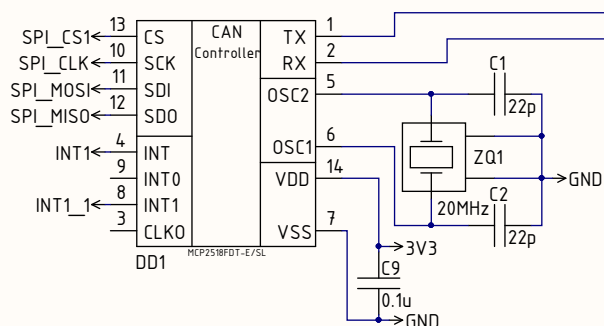 SPI_CS1 13 CS CAN TX 1
SPI_CLK 10 SCK Controller RX 2
SPI_MOSI 11 SDI OSC2 5 C1
SPI_MISO 12 SDO 22p
INT1 4 INT OSC1 6 ZQ1
9 INT0 VDD 14 GND
INT1_1 8 INT1 20MHz C2
3 CLKO VSS 7 22p
MCP2518FDT-E/SL 3V3
DD1 C9
0.1u
GND